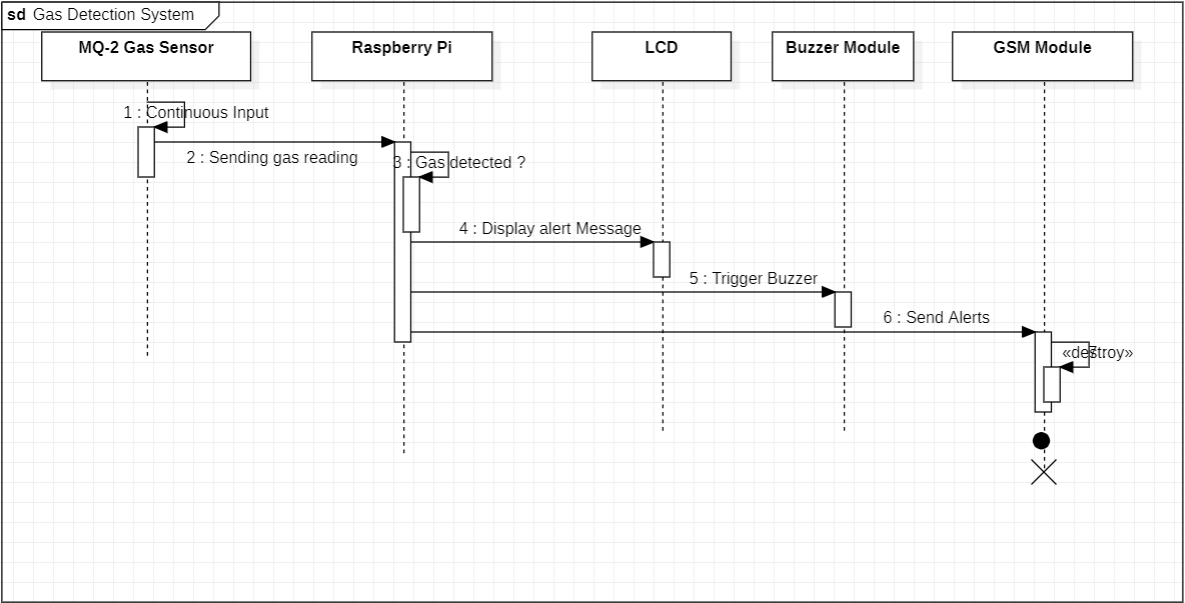 sd Gas Detection System
MQ-2 Gas Sensor
Raspberry Pi
LCD
Buzzer Module
GSM Module
1 : Continuous Input
2 : Sending gas reading
3 : Gas detected ?
4 : Display alert Message
5 : Trigger Buzzer
6 : Send Alerts
«destroy»